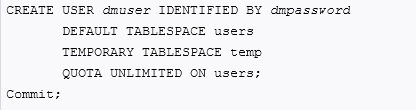 CREATE USER dmuser IDENTIFIED BY dmpassword
DEFAULT TABLESPACE users
TEMPORARY TABLESPACE temp
QUOTA UNLIMITED ON users;
Commit;